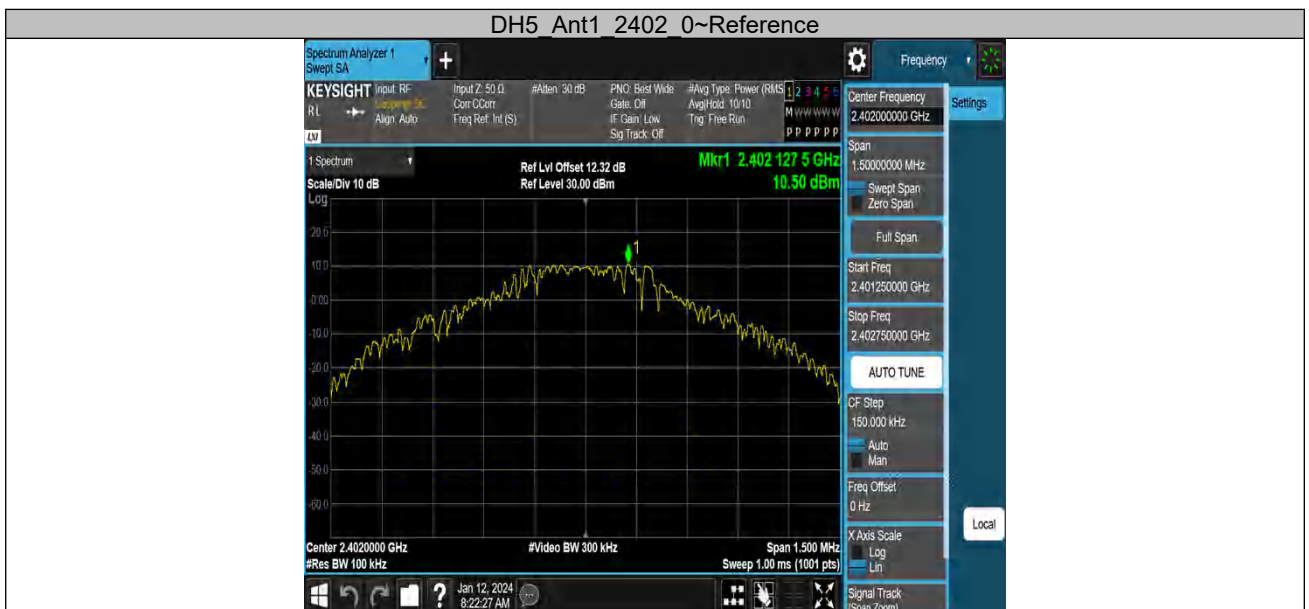 DH5_Ant1_2402_0~Reference
Spectrum Analyzer 1
Swept SA
+
Frequency
KEYSIGHT
RL
LXI
Input: RF
Align: Auto
Input Z: 50 Ω
Corr CCorr
Freq Ref: Int (S)
#Atten: 30 dB
PNO: Best Wide
Gate: Off
IF Gain: Low
Sig Track: Off
#Avg Type: Power (RMS
Avg|Hold: 10/10
Trig: Free Run
1 2 3 4 5 6
M W W W W W
P P P P P P
Center Frequency
2.402000000 GHz
Settings
Span
1.50000000 MHz
Swept Span
Zero Span
Full Span
Start Freq
2.401250000 GHz
Stop Freq
2.402750000 GHz
AUTO TUNE
CF Step
150.000 kHz
Auto
Man
Freq Offset
0 Hz
X Axis Scale
Log
Lin
Signal Track
(Span Zoom)
Local
1 Spectrum
Scale/Div 10 dB
Log
Ref Lvl Offset 12.32 dB
Ref Level 30.00 dBm
Mkr1 2.402 127 5 GHz
10.50 dBm
1
20.0
10.0
0.00
-10.0
-20.0
-30.0
-40.0
-50.0
-60.0
Center 2.4020000 GHz
#Res BW 100 kHz
#Video BW 300 kHz
Span 1.500 MHz
Sweep 1.00 ms (1001 pts)
?
Jan 12, 2024
8:22:27 AM